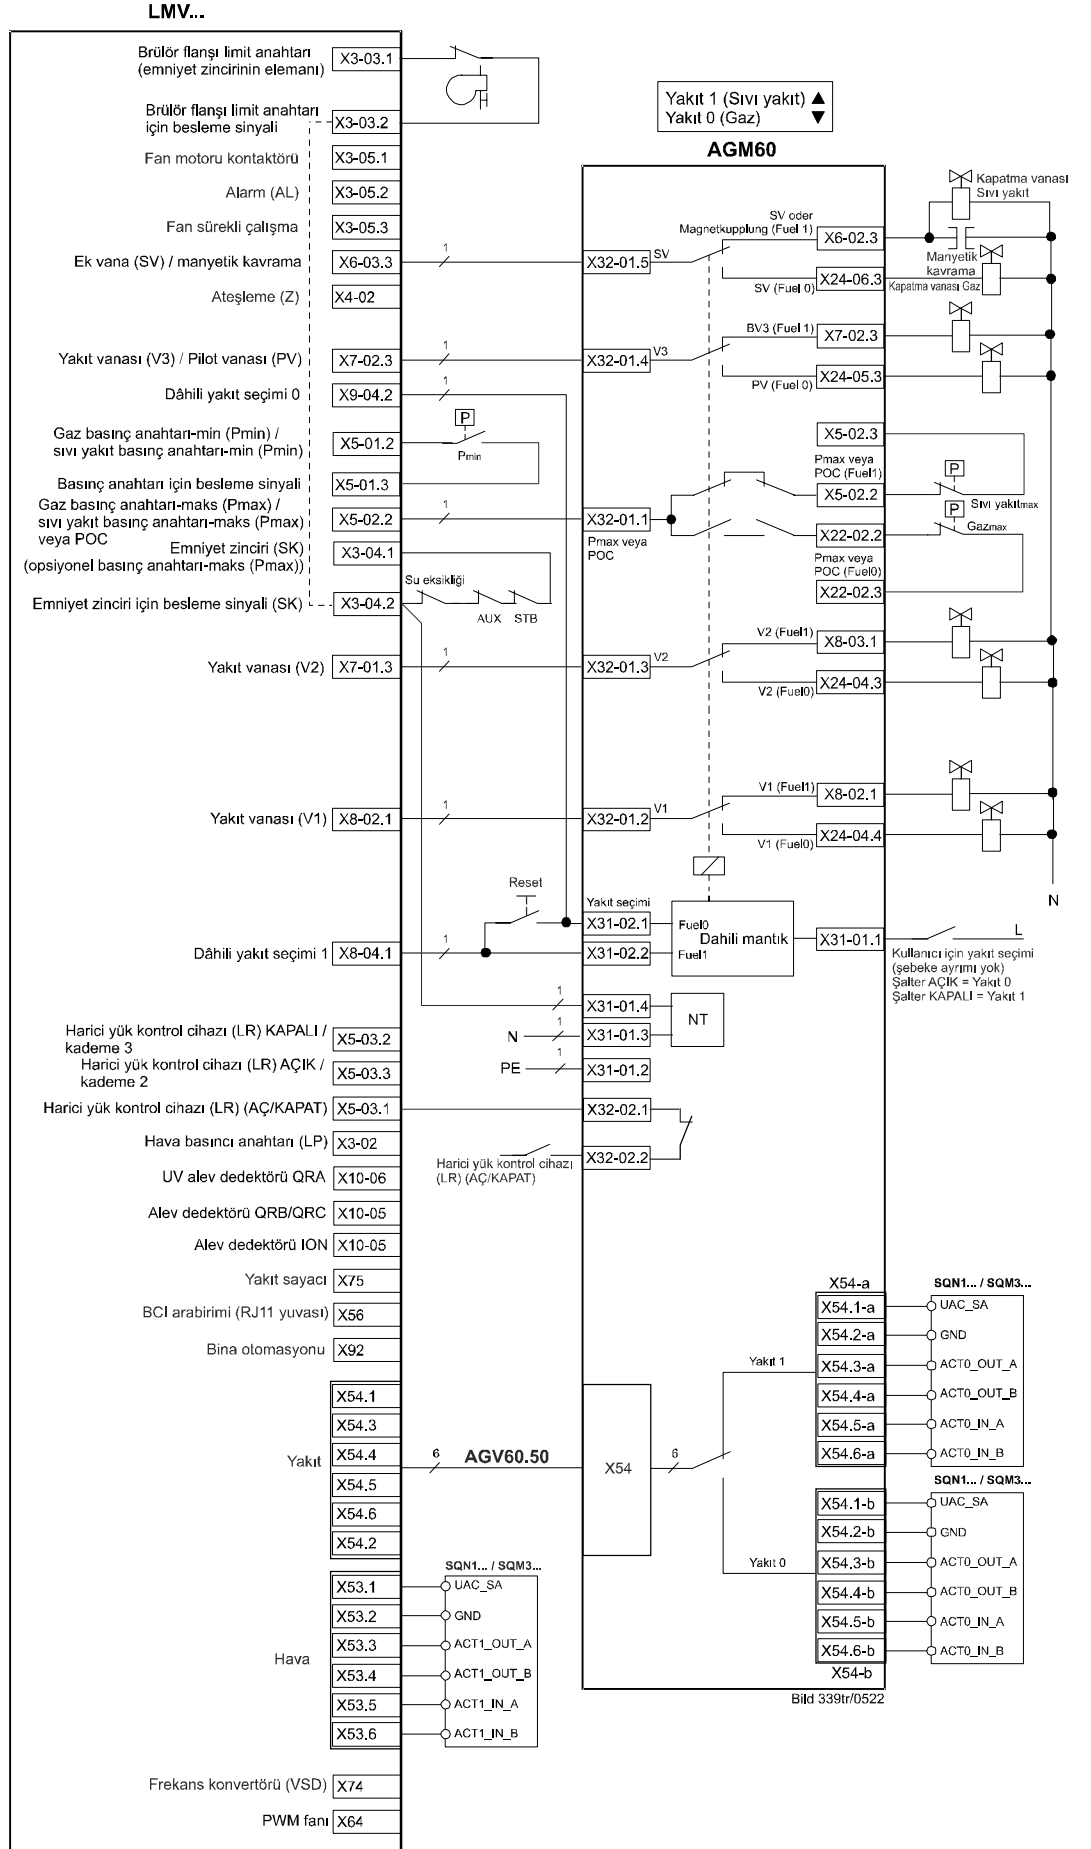 LMV...
Brülör flanşı limit anahtarı
(emniyet zincirinin elemanı)
X3-03.1
Brülör flanşı limit anahtarı
için besleme sinyali
X3-03.2
Fan motoru kontaktörü
X3-05.1
Alarm (AL)
X3-05.2
Fan sürekli çalışma
X3-05.3
Ek vana (SV) / manyetik kavrama
X6-03.3
1
Ateşleme (Z)
X4-02
Yakıt vanası (V3) / Pilot vanası (PV)
X7-02.3
1
Dâhili yakıt seçimi 0
X9-04.2
1
Gaz basınç anahtarı-min (Pmin) /
sıvı yakıt basınç anahtarı-min (Pmin)
X5-01.2
P
Pmin
Basınç anahtarı için besleme sinyali
X5-01.3
Gaz basınç anahtarı-maks (Pmax) /
sıvı yakıt basınç anahtarı-maks (Pmax)
veya POC
X5-02.2
1
Emniyet zinciri (SK)
(opsiyonel basınç anahtarı-maks (Pmax))
X3-04.1
Su eksikliği
AUX
STB
Emniyet zinciri için besleme sinyali (SK)
X3-04.2
Yakıt vanası (V2)
X7-01.3
1
Yakıt vanası (V1)
X8-02.1
1
Reset
Dâhili yakıt seçimi 1
X8-04.1
1
Harici yük kontrol cihazı (LR) KAPALI /
kademe 3
X5-03.2
Harici yük kontrol cihazı (LR) AÇIK /
kademe 2
X5-03.3
Harici yük kontrol cihazı (LR) (AÇ/KAPAT)
X5-03.1
Hava basıncı anahtarı (LP)
X3-02
Harici yük kontrol cihazı
(LR) (AÇ/KAPAT)
UV alev dedektörü QRA
X10-06
Alev dedektörü QRB/QRC
X10-05
Alev dedektörü ION
X10-05
Yakıt sayacı
X75
BCI arabirimi (RJ11 yuvası)
X56
Bina otomasyonu
X92
Yakıt
X54.1
X54.3
X54.4
X54.5
X54.6
X54.2
6
AGV60.50
Hava
X53.1
X53.2
X53.3
X53.4
X53.5
X53.6
SQN1... / SQM3...
UAC_SA
GND
ACT1_OUT_A
ACT1_OUT_B
ACT1_IN_A
ACT1_IN_B
Frekans konvertörü (VSD)
X74
PWM fanı
X64
Yakıt 1 (Sıvı yakıt) ▲
Yakıt 0 (Gaz) ▼
AGM60
X32-01.5
SV
SV oder
Magnetkupplung (Fuel 1)
X6-02.3
SV (Fuel 0)
X24-06.3
Kapatma vanası
Sıvı yakıt
Manyetik
kavrama
Kapatma vanası Gaz
X32-01.4
V3
BV3 (Fuel 1)
X7-02.3
PV (Fuel 0)
X24-05.3
X5-02.3
Pmax veya
POC (Fuel1)
X5-02.2
P
Sıvı yakıtmax
X32-01.1
Pmax veya
POC
X22-02.2
P
Gazmax
Pmax veya
POC (Fuel0)
X22-02.3
X32-01.3
V2
V2 (Fuel1)
X8-03.1
V2 (Fuel0)
X24-04.3
X32-01.2
V1
V1 (Fuel1)
X8-02.1
V1 (Fuel0)
X24-04.4
N
Yakıt seçimi
X31-02.1
Fuel0
X31-02.2
Fuel1
Dahili mantık
X31-01.1
L
Kullanıcı için yakıt seçimi
(şebeke ayrımı yok)
Şalter AÇIK = Yakıt 0
Şalter KAPALI = Yakıt 1
1
X31-01.4
N
1
X31-01.3
NT
PE
1
X31-01.2
X32-02.1
X32-02.2
X54
6
Yakıt 1
Yakıt 0
X54-a
X54.1-a
X54.2-a
X54.3-a
X54.4-a
X54.5-a
X54.6-a
SQN1... / SQM3...
UAC_SA
GND
ACT0_OUT_A
ACT0_OUT_B
ACT0_IN_A
ACT0_IN_B
X54.1-b
X54.2-b
X54.3-b
X54.4-b
X54.5-b
X54.6-b
X54-b
SQN1... / SQM3...
UAC_SA
GND
ACT0_OUT_A
ACT0_OUT_B
ACT0_IN_A
ACT0_IN_B
Bild 339tr/0522